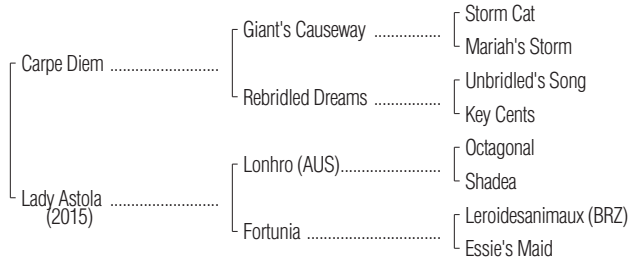 Storm Cat
Giant's Causeway ................
Mariah's Storm
Carpe Diem ........................
Unbridled's Song
Rebridled Dreams ................
Key Cents
Octagonal
Lonhro (AUS).....................
Shadea
Lady Astola ........................
(2015)
Leroidesanimaux (BRZ)
Fortunia ............................
Essie's Maid